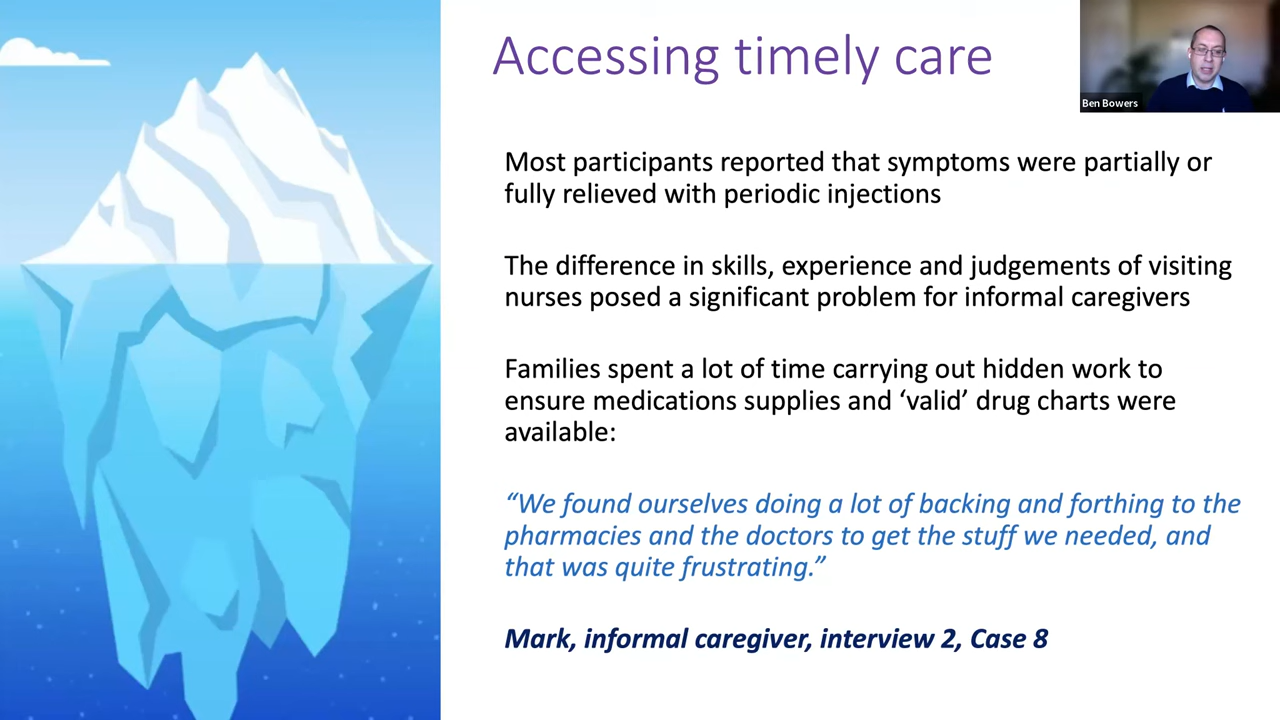 Accessing timely care
Ben Bowers
Most participants reported that symptoms were partially or
fully relieved with periodic injections
The difference in skills, experience and judgements of visiting
nurses posed a significant problem for informal caregivers
Families spent a lot of time carrying out hidden work to
ensure medications supplies and ‘valid’ drug charts were
available:
“We found ourselves doing a lot of backing and forthing to the
pharmacies and the doctors to get the stuff we needed, and
that was quite frustrating.”
Mark, informal caregiver, interview 2, Case 8